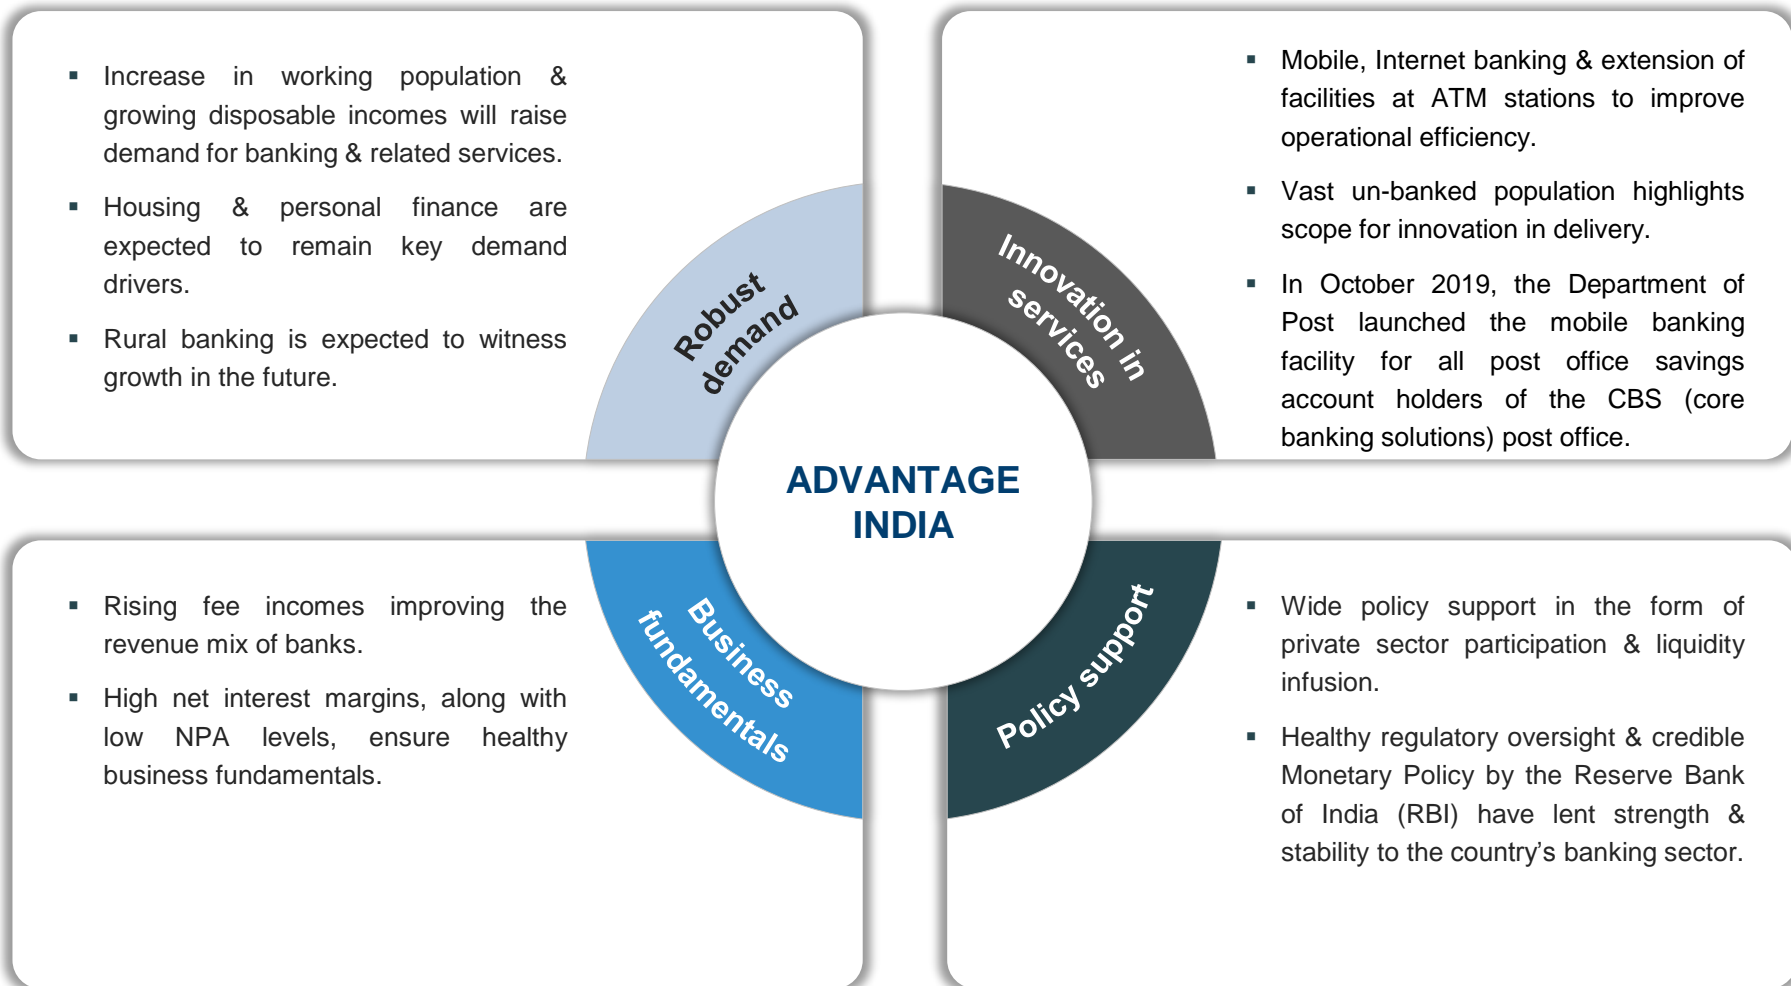 ▪ Increase in working population &
growing disposable incomes will raise
demand for banking & related services.
▪ Housing & personal finance are
expected to remain key demand
drivers.
▪ Rural banking is expected to witness
growth in the future.
Robust
demand
▪ Mobile, Internet banking & extension of
facilities at ATM stations to improve
operational efficiency.
▪ Vast un-banked population highlights
scope for innovation in delivery.
▪ In October 2019, the Department of
Post launched the mobile banking
facility for all post office savings
account holders of the CBS (core
banking solutions) post office.
Innovation in
services
ADVANTAGE
INDIA
▪ Rising fee incomes improving the
revenue mix of banks.
▪ High net interest margins, along with
low NPA levels, ensure healthy
business fundamentals.
Business
fundamentals
Policy support
▪ Wide policy support in the form of
private sector participation & liquidity
infusion.
▪ Healthy regulatory oversight & credible
Monetary Policy by the Reserve Bank
of India (RBI) have lent strength &
stability to the country’s banking sector.